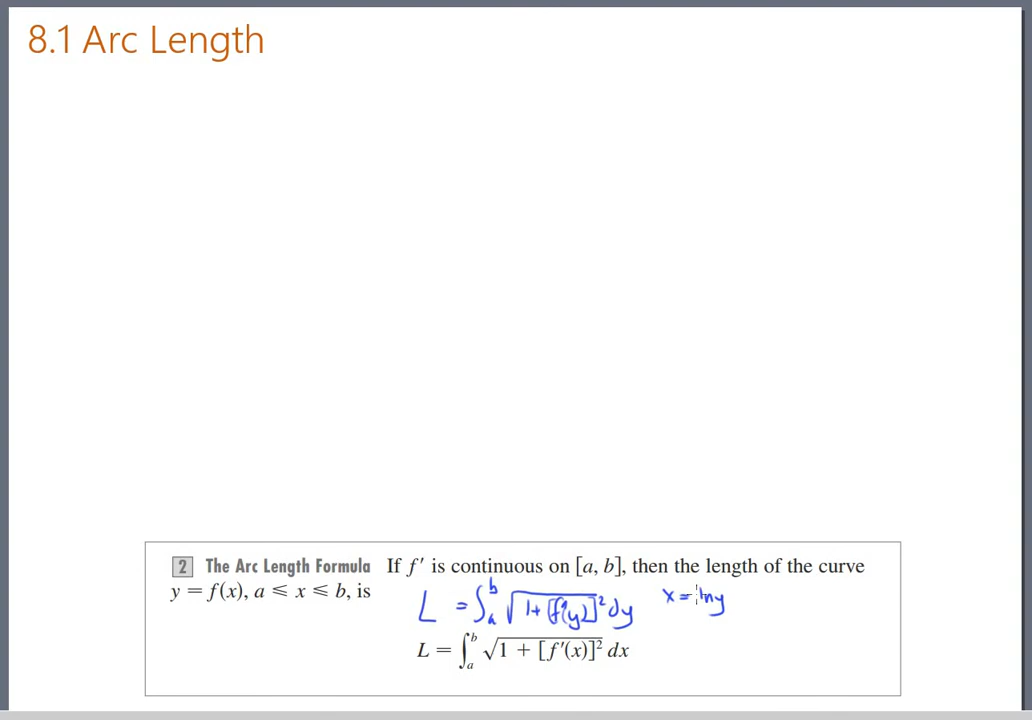 8.1 Arc Length
2 The Arc Length Formula If f′ is continuous on [a, b], then the length of the curve
y = f(x), a ⩽ x ⩽ b, is
L = ∫ₐᵇ √(1 + [f′(y)]²) dy x = ln y
L = ∫ₐᵇ √(1 + [f′(x)]²) dx